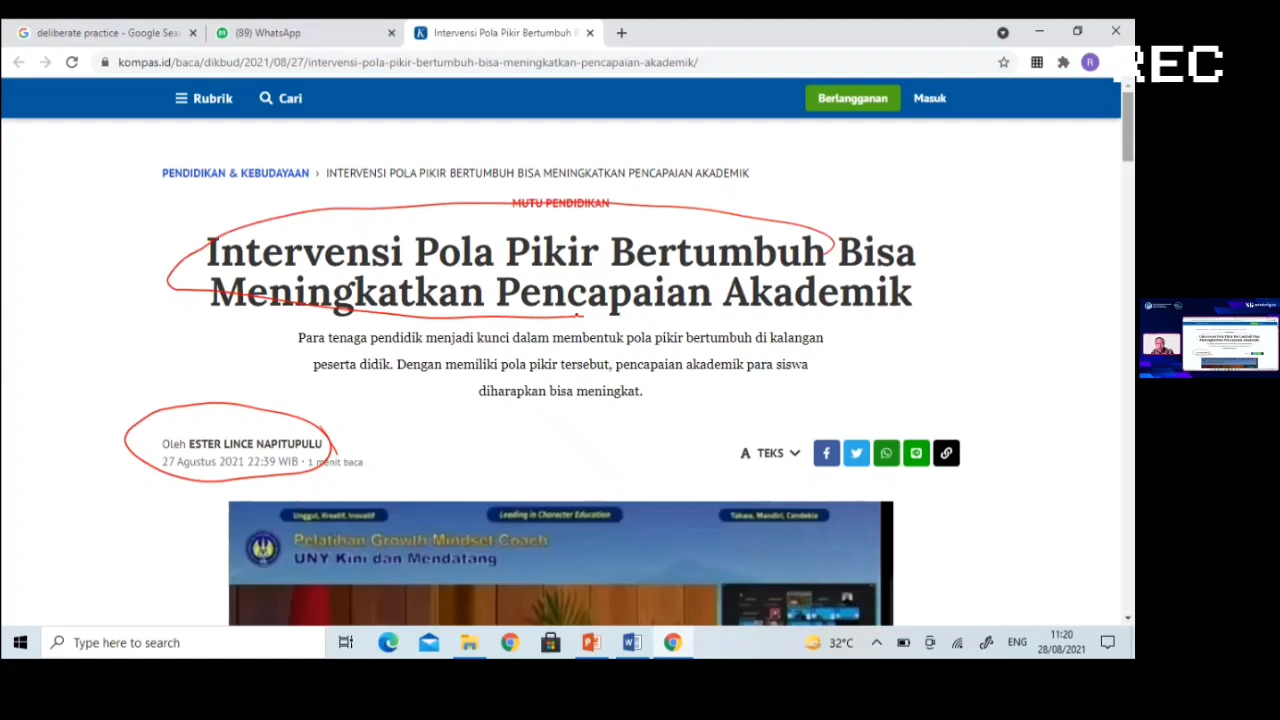 deliberate practice - Google Sea
(89) WhatsApp
Intervensi Pola Pikir Bertumbuh B
kompas.id/baca/dikbud/2021/08/27/intervensi-pola-pikir-bertumbuh-bisa-meningkatkan-pencapaian-akademik/
R
REC
Rubrik
Cari
Berlangganan
Masuk
PENDIDIKAN & KEBUDAYAAN › INTERVENSI POLA PIKIR BERTUMBUH BISA MENINGKATKAN PENCAPAIAN AKADEMIK
MUTU PENDIDIKAN
Intervensi Pola Pikir Bertumbuh Bisa
Meningkatkan Pencapaian Akademik
Para tenaga pendidik menjadi kunci dalam membentuk pola pikir bertumbuh di kalangan
peserta didik. Dengan memiliki pola pikir tersebut, pencapaian akademik para siswa
diharapkan bisa meningkat.
Oleh ESTER LINCE NAPITUPULU
27 Agustus 2021 22:39 WIB · 1 menit baca
A TEKS
Unggul, Kreatif, Inovatif
Leading in Character Education
Takwa, Mandiri, Cendekia
Pelatihan Growth Mindset Coach
UNY Kini dan Mendatang
Type here to search
32°C
ENG
11:20
28/08/2021